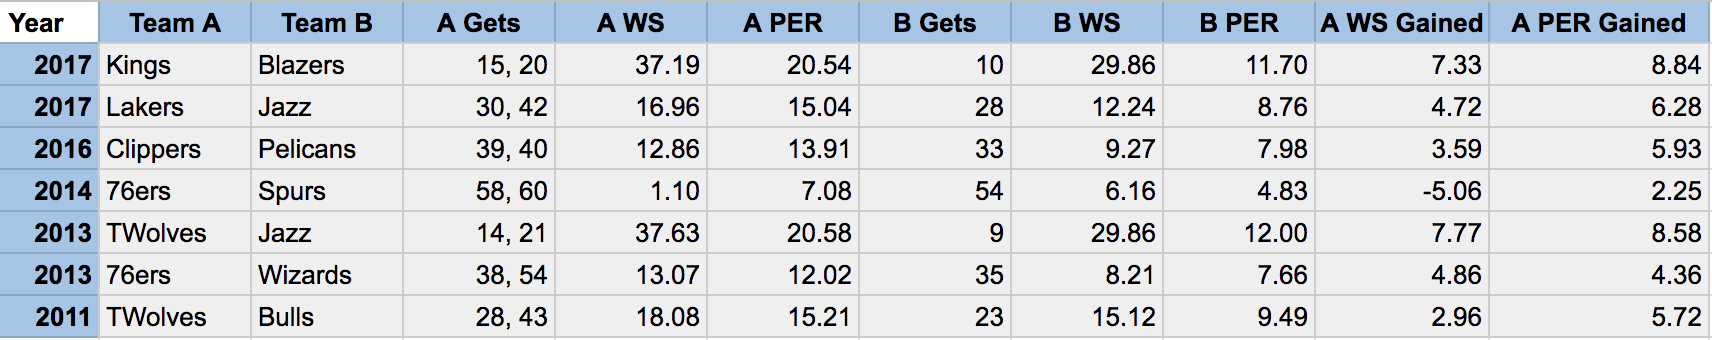 Year Team A Team B A Gets A WS A PER B Gets B WS B PER A WS Gained A PER Gained
2017 Kings Blazers 15, 20 37.19 20.54 10 29.86 11.70 7.33 8.84
2017 Lakers Jazz 30, 42 16.96 15.04 28 12.24 8.76 4.72 6.28
2016 Clippers Pelicans 39, 40 12.86 13.91 33 9.27 7.98 3.59 5.93
2014 76ers Spurs 58, 60 1.10 7.08 54 6.16 4.83 -5.06 2.25
2013 TWolves Jazz 14, 21 37.63 20.58 9 29.86 12.00 7.77 8.58
2013 76ers Wizards 38, 54 13.07 12.02 35 8.21 7.66 4.86 4.36
2011 TWolves Bulls 28, 43 18.08 15.21 23 15.12 9.49 2.96 5.72